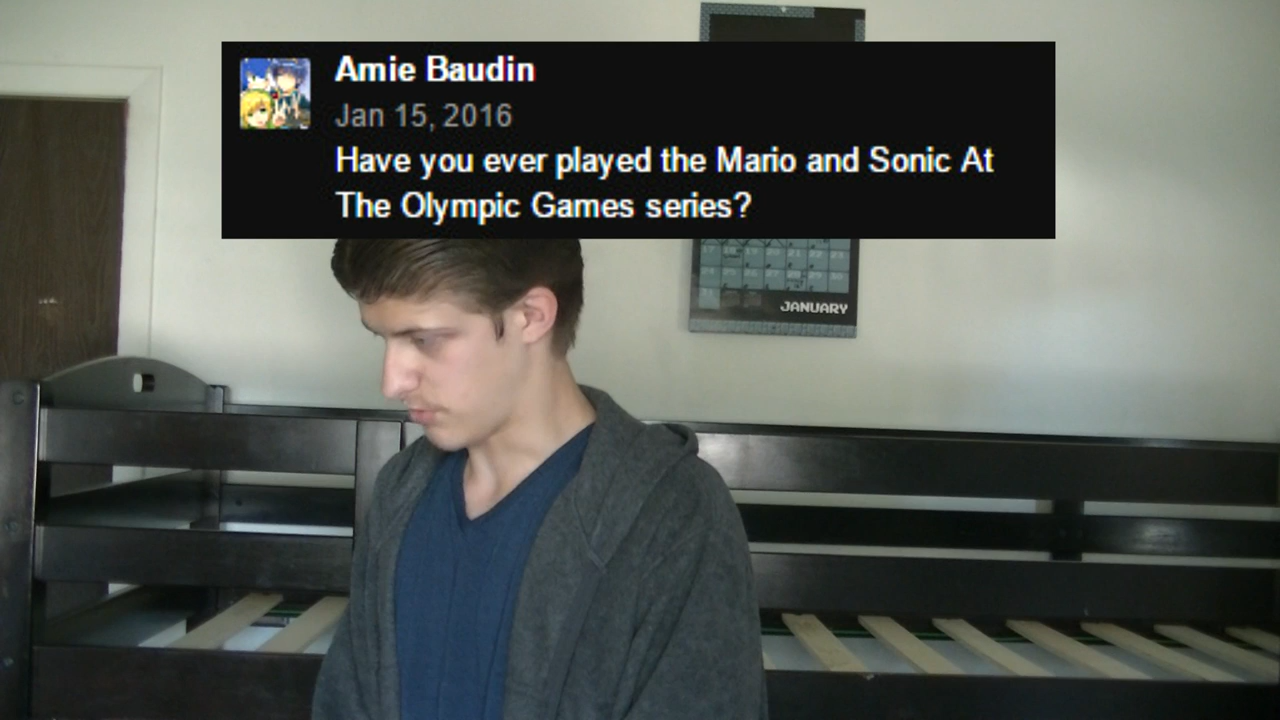 Amie Baudin
Jan 15, 2016
Have you ever played the Mario and Sonic At
The Olympic Games series?
JANUARY